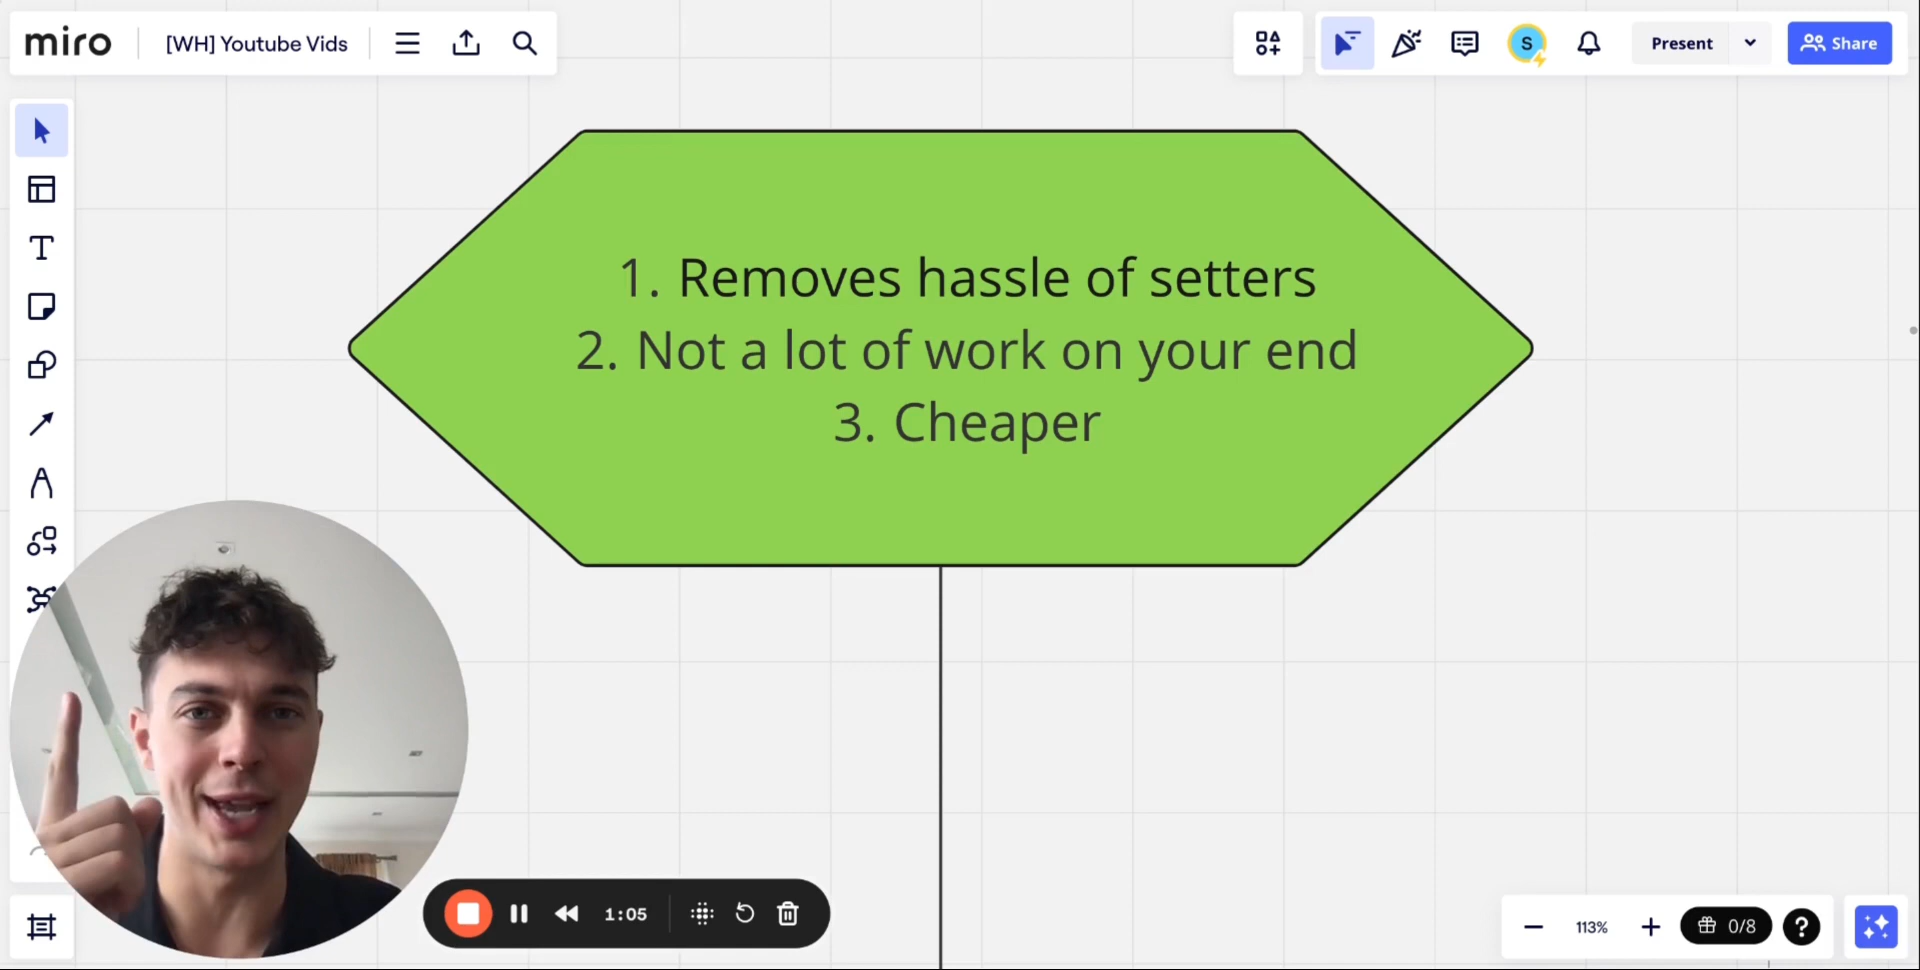 miro
[WH] Youtube Vids
S
Present
Share
1. Removes hassle of setters
2. Not a lot of work on your end
3. Cheaper
1:05
113%
0/8
?